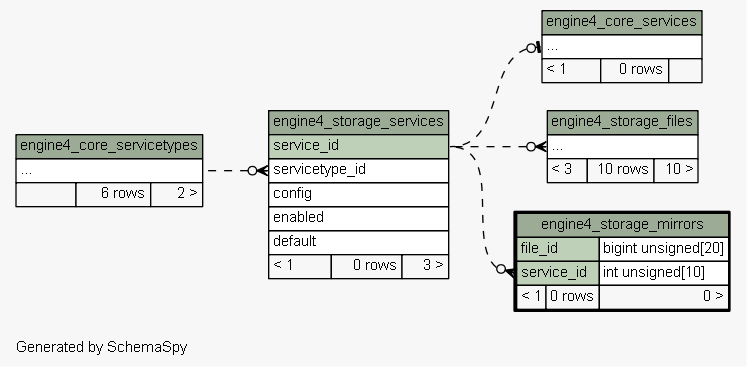 engine4_core_services
...
< 1 0 rows
engine4_storage_services
service_id
servicetype_id
config
enabled
default
< 1 0 rows 3 >
engine4_storage_files
...
< 3 10 rows 10 >
engine4_core_servicetypes
...
6 rows 2 >
engine4_storage_mirrors
file_id bigint unsigned[20]
service_id int unsigned[10]
< 1 0 rows 0 >
Generated by SchemaSpy